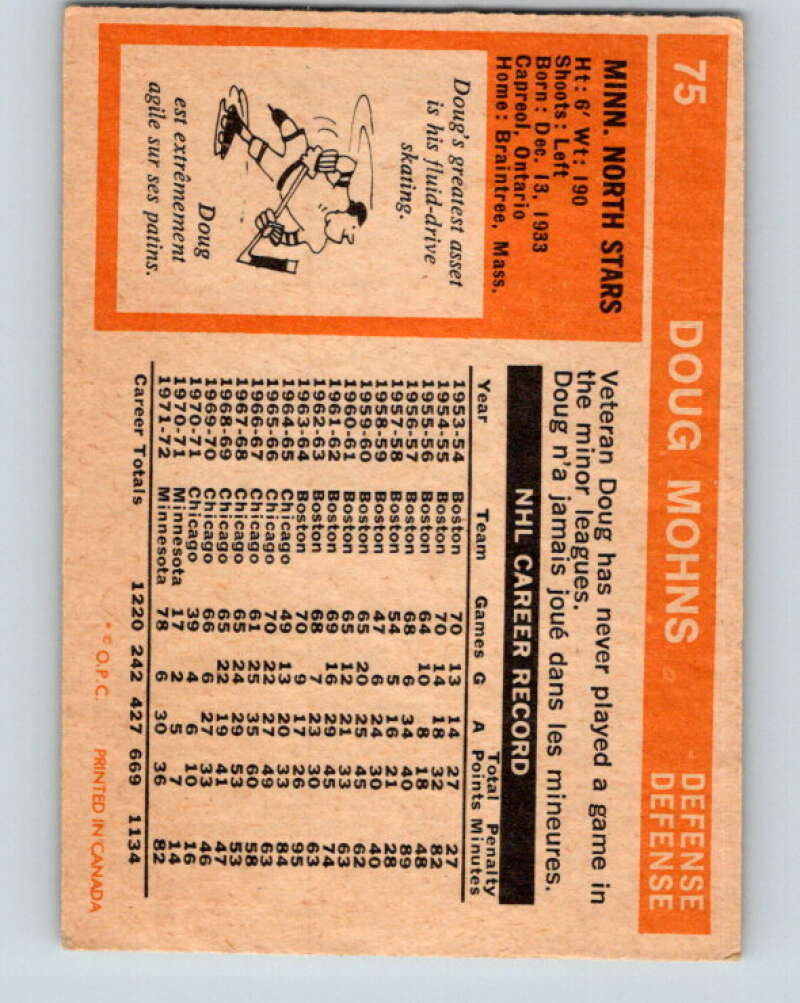 75 DOUG MOHNS DEFENSE
DEFENSE
MINN. NORTH STARS
Ht: 6' Wt: 190
Shoots: Left
Born: Dec. 13, 1933
Capreol, Ontario
Home: Braintree, Mass.
Doug's greatest asset
is his fluid-drive
skating.
Doug
est extrêmement
agile sur ses patins.
Veteran Doug has never played a game in
the minor leagues.
Doug n'a jamais joué dans les mineures.
NHL CAREER RECORD
Total Penalty
Year Team Games G A Points Minutes
1953-54 Boston 70 13 14 27 27
1954-55 Boston 70 14 18 32 82
1955-56 Boston 64 10 8 18 48
1956-57 Boston 68 6 34 40 89
1957-58 Boston 54 5 16 21 28
1958-59 Boston 47 6 24 30 40
1959-60 Boston 65 20 25 45 62
1960-61 Boston 65 12 21 33 63
1961-62 Boston 69 16 29 45 74
1962-63 Boston 68 7 23 30 63
1963-64 Boston 70 9 17 26 95
1964-65 Chicago 49 13 20 33 84
1965-66 Chicago 70 22 27 49 63
1966-67 Chicago 61 25 35 60 58
1967-68 Chicago 65 24 29 53 53
1968-69 Chicago 65 22 19 41 47
1969-70 Chicago 66 6 27 33 46
1970-71 Chicago 39 4 6 10 16
1970-71 Minnesota 17 2 5 7 14
1971-72 Minnesota 78 6 30 36 82
Career Totals 1220 242 427 669 1134
* © O.P.C. PRINTED IN CANADA